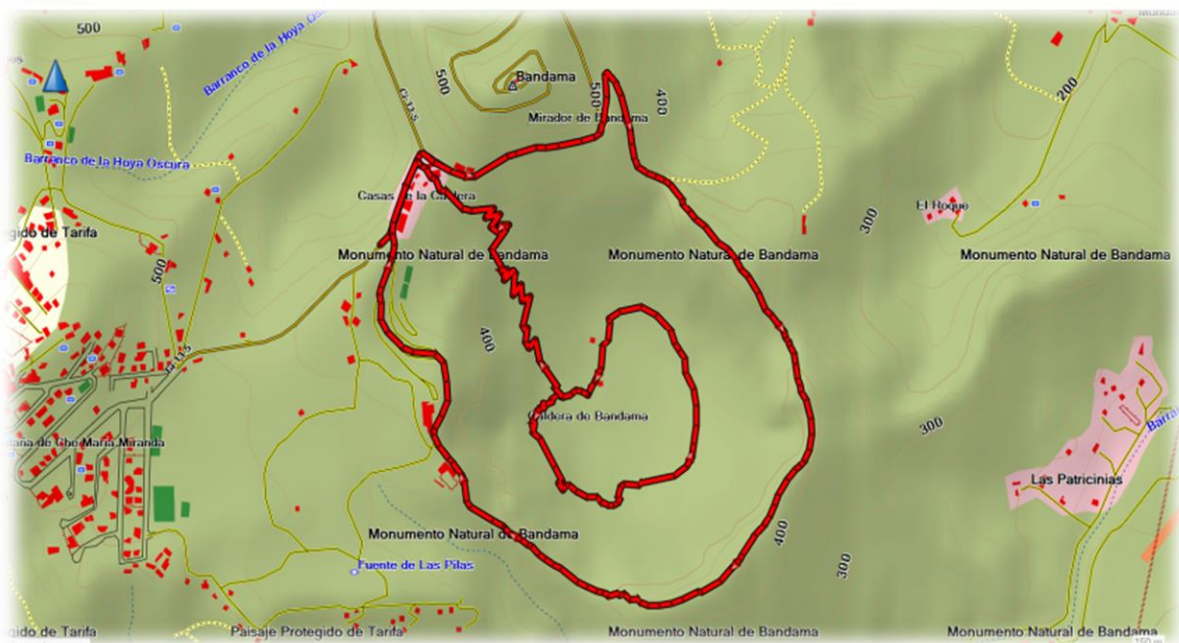 500
Barranco de la Hoya
Bandama
500
500
400
200
Mirador de Bandama
Barranco de la Hoya Oscura
Casas de la Caldera
El Roque
300
gido de Tarifa
Monumento Natural de Bandama
Monumento Natural de Bandama
Monumento Natural de Bandama
500
400
Caldera de Bandama
300
Las Patricinias
Monumento Natural de Bandama
400
300
Fuente de Las Pilas
gido de Tarifa
Paisaje Protegido de Tarifa
Monumento Natural de Bandama
Monumento Natural de Bandama
150 m